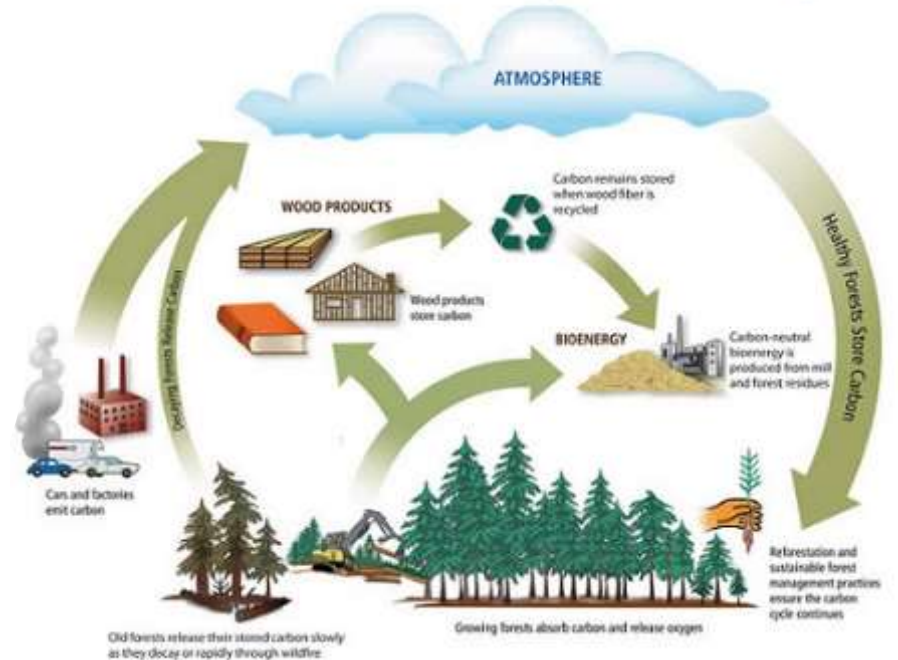 ATMOSPHERE
Carbon remains stored
when wood fiber is
recycled
WOOD PRODUCTS
Wood products
store carbon
BIOENERGY
Carbon-neutral
bioenergy is
produced from mill
and forest residues
Healthy Forests Store Carbon
Decaying Forests Release Carbon
Cars and factories
emit carbon
Reforestation and
sustainable forest
management practices
ensure the carbon
cycle continues
Growing forests absorb carbon and release oxygen
Old forests release their stored carbon slowly
as they decay or rapidly through wildfire